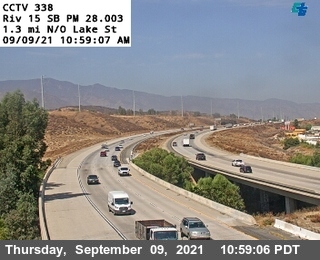 CCTV 338
Riv 15 SB PM 28.003
1.3 mi N/O Lake St
09/09/21 10:59:07 AM
Thursday, September 09, 2021 10:59:06 PDT